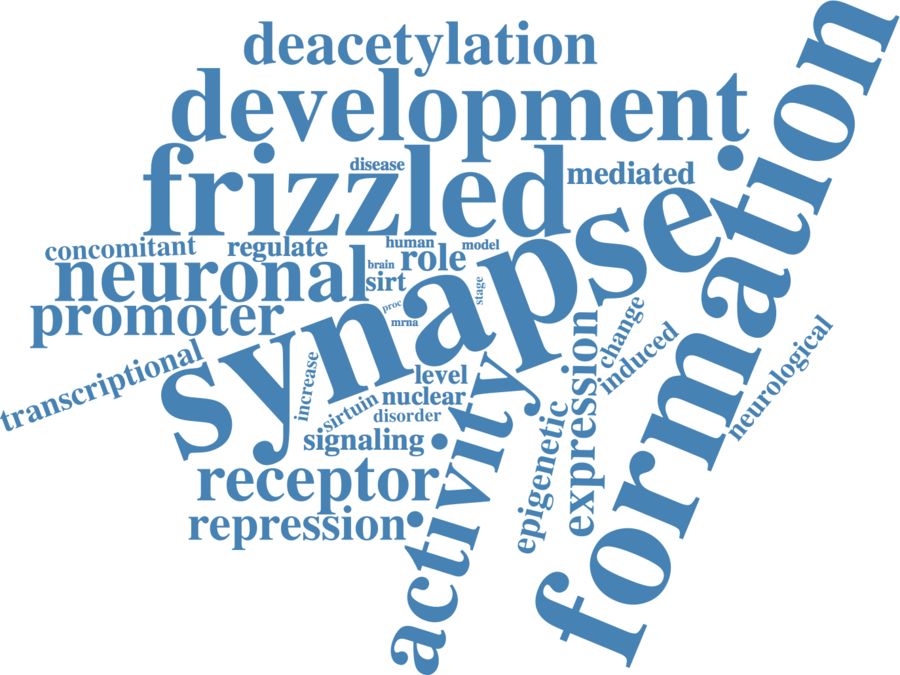 deacetylation
development
disease
frizzled
mediated
formation
synapse
concomitant
regulate
human
model
neuronal
brain
role
sirt
stage
promoter
proc
mrna
transcriptional
increase
sirtuin
level
nuclear
disorder
signaling
activity
receptor
repression
epigenetic
expression
change
induced
neurological